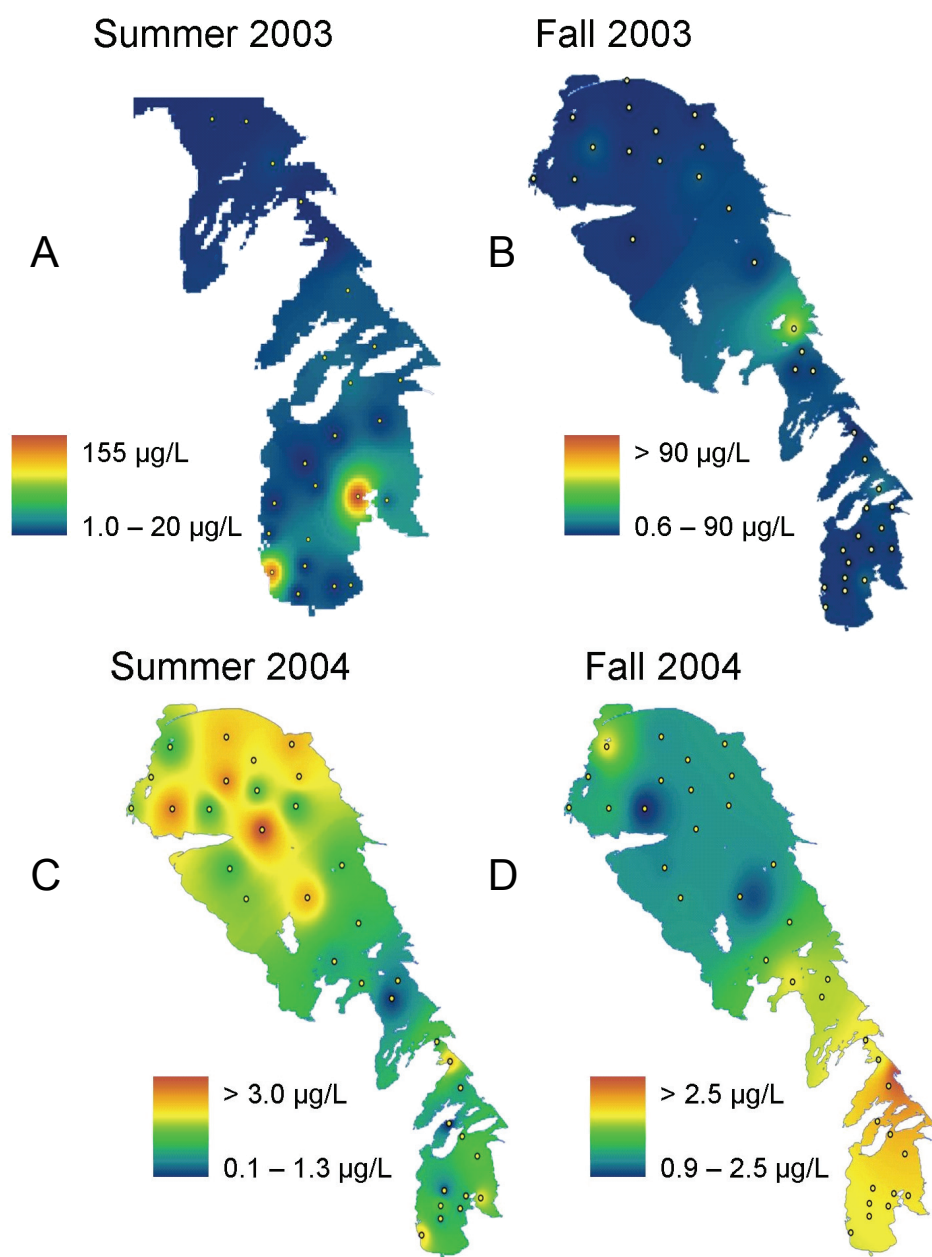 Summer 2003
Fall 2003
A
B
155 µg/L
1.0 – 20 µg/L
> 90 µg/L
0.6 – 90 µg/L
Summer 2004
Fall 2004
C
D
> 3.0 µg/L
0.1 – 1.3 µg/L
> 2.5 µg/L
0.9 – 2.5 µg/L